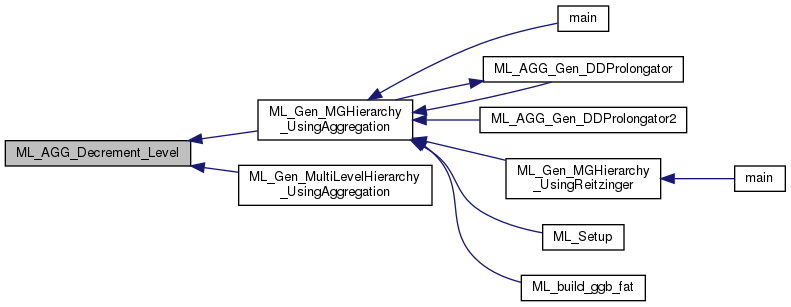 main
ML_AGG_Gen_DDProlongator
ML_Gen_MGHierarchy
_UsingAggregation
ML_AGG_Gen_DDProlongator2
ML_AGG_Decrement_Level
ML_Gen_MultiLevelHierarchy
_UsingAggregation
ML_Gen_MGHierarchy
_UsingReitzinger
main
ML_Setup
ML_build_ggb_fat